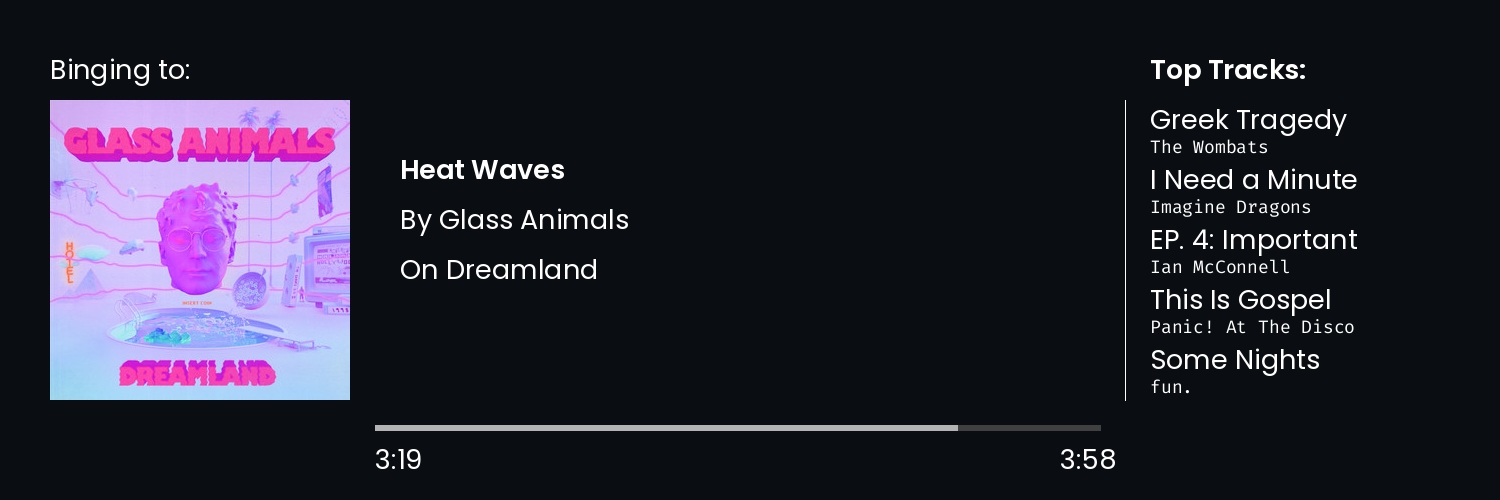 Binging to:
GLASS ANIMALS
HOTEL
1998
DREAMLAND
Heat Waves
By Glass Animals
On Dreamland
3:19
3:58
Top Tracks:
Greek Tragedy
The Wombats
I Need a Minute
Imagine Dragons
EP. 4: Important
Ian McConnell
This Is Gospel
Panic! At The Disco
Some Nights
fun.